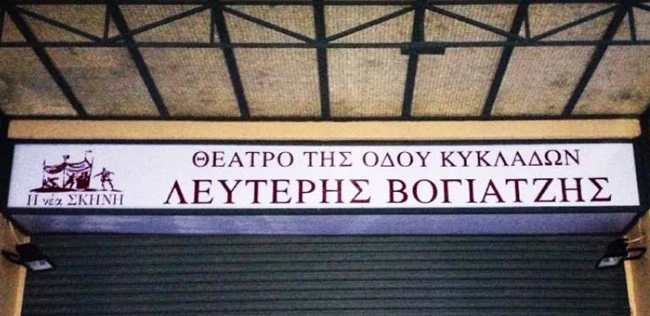 ΘΕΑΤΡΟ ΤΗΣ ΟΔΟΥ ΚΥΚΛΑΔΩΝ
ΛΕΥΤΕΡΗΣ ΒΟΓΙΑΤΖΗΣ
Η νέα ΣΚΗΝΗ